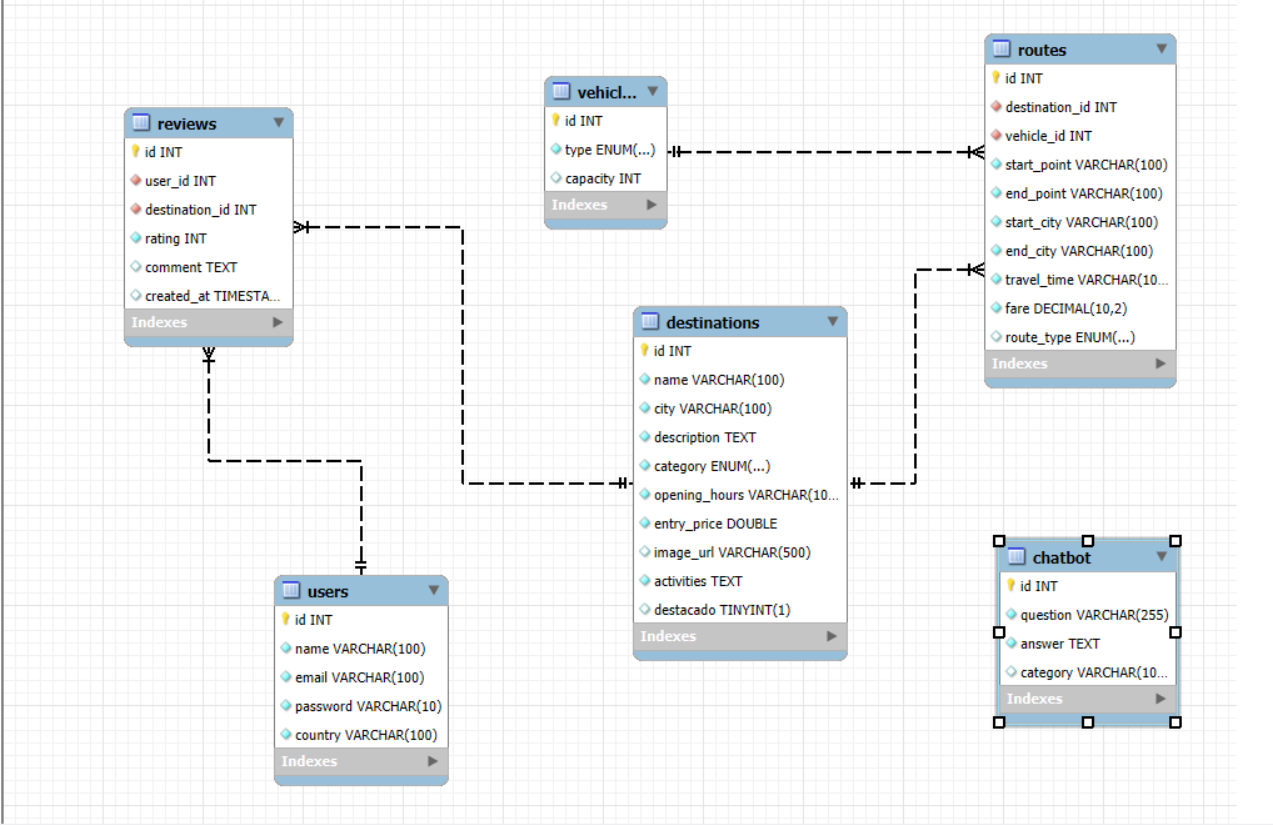 reviews
id INT
user_id INT
destination_id INT
rating INT
comment TEXT
created_at TIMESTA...
Indexes
vehicl...
id INT
type ENUM(...)
capacity INT
Indexes
routes
id INT
destination_id INT
vehicle_id INT
start_point VARCHAR(100)
end_point VARCHAR(100)
start_city VARCHAR(100)
end_city VARCHAR(100)
travel_time VARCHAR(10...
fare DECIMAL(10,2)
route_type ENUM(...)
Indexes
destinations
id INT
name VARCHAR(100)
city VARCHAR(100)
description TEXT
category ENUM(...)
opening_hours VARCHAR(10...
entry_price DOUBLE
image_url VARCHAR(500)
activities TEXT
destacado TINYINT(1)
Indexes
users
id INT
name VARCHAR(100)
email VARCHAR(100)
password VARCHAR(10)
country VARCHAR(100)
Indexes
chatbot
id INT
question VARCHAR(255)
answer TEXT
category VARCHAR(10...
Indexes